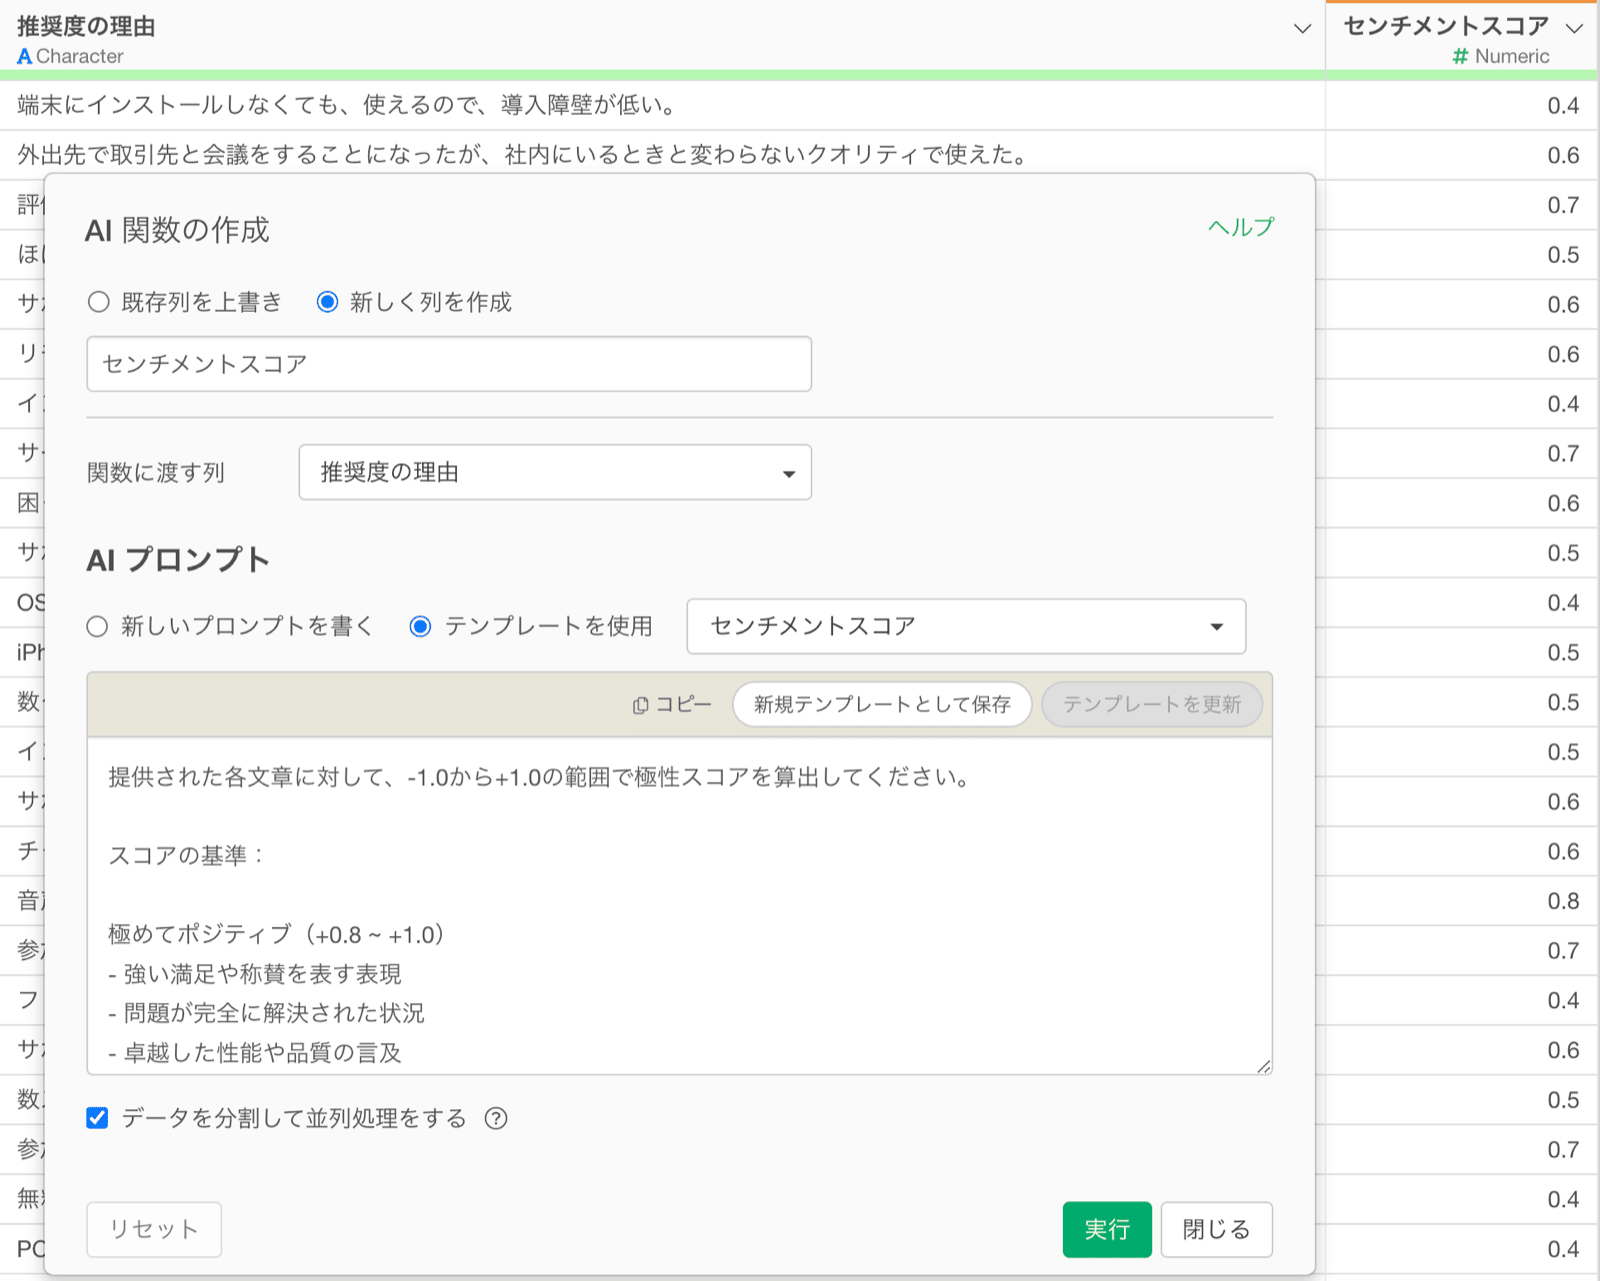 推奨度の理由
センチメントスコア
A Character
# Numeric
端末にインストールしなくても、使えるので、導入障壁が低い。
0.4
外出先で取引先と会議をすることになったが、社内にいるときと変わらないクオリティで使えた。
0.6
0.7
0.5
0.6
0.6
0.4
0.7
0.6
0.5
0.4
0.5
0.5
0.5
0.6
0.6
0.8
0.7
0.4
0.6
0.5
0.7
0.4
0.4
AI 関数の作成
ヘルプ
既存列を上書き
新しく列を作成
センチメントスコア
関数に渡す列
推奨度の理由
AI プロンプト
新しいプロンプトを書く
テンプレートを使用
センチメントスコア
コピー
新規テンプレートとして保存
テンプレートを更新
提供された各文章に対して、-1.0から+1.0の範囲で極性スコアを算出してください。
スコアの基準：
極めてポジティブ（+0.8 ~ +1.0）
- 強い満足や称賛を表す表現
- 問題が完全に解決された状況
- 卓越した性能や品質の言及
データを分割して並列処理をする ?
リセット
実行
閉じる